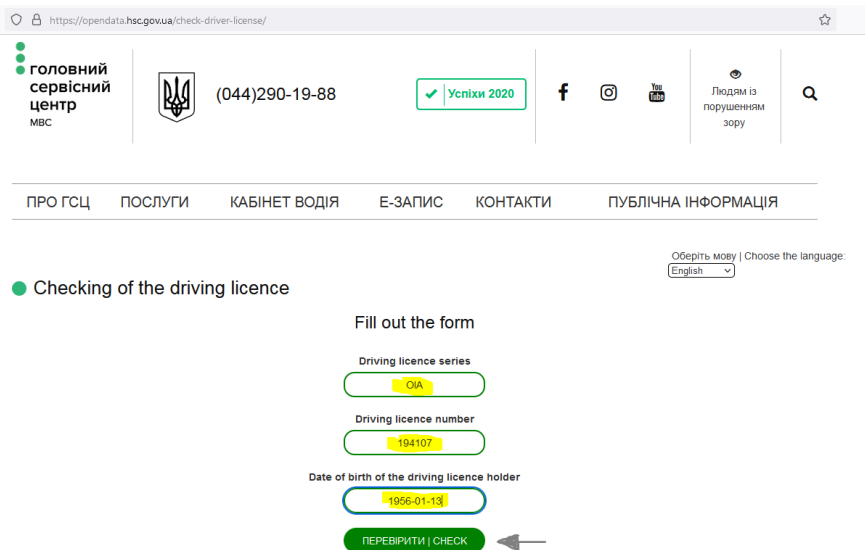 https://opendata.hsc.gov.ua/check-driver-license/
головний
сервісний
центр
МВС
(044)290-19-88
Успіхи 2020
f
You
Tube
Людям із
порушенням
зору
ПРО ГСЦ ПОСЛУГИ КАБІНЕТ ВОДІЯ Е-ЗАПИС КОНТАКТИ ПУБЛІЧНА ІНФОРМАЦІЯ
Оберіть мову | Choose the language:
English
Checking of the driving licence
Fill out the form
Driving licence series
OIA
Driving licence number
194107
Date of birth of the driving licence holder
1956-01-13
ПЕРЕВІРИТИ | CHECK